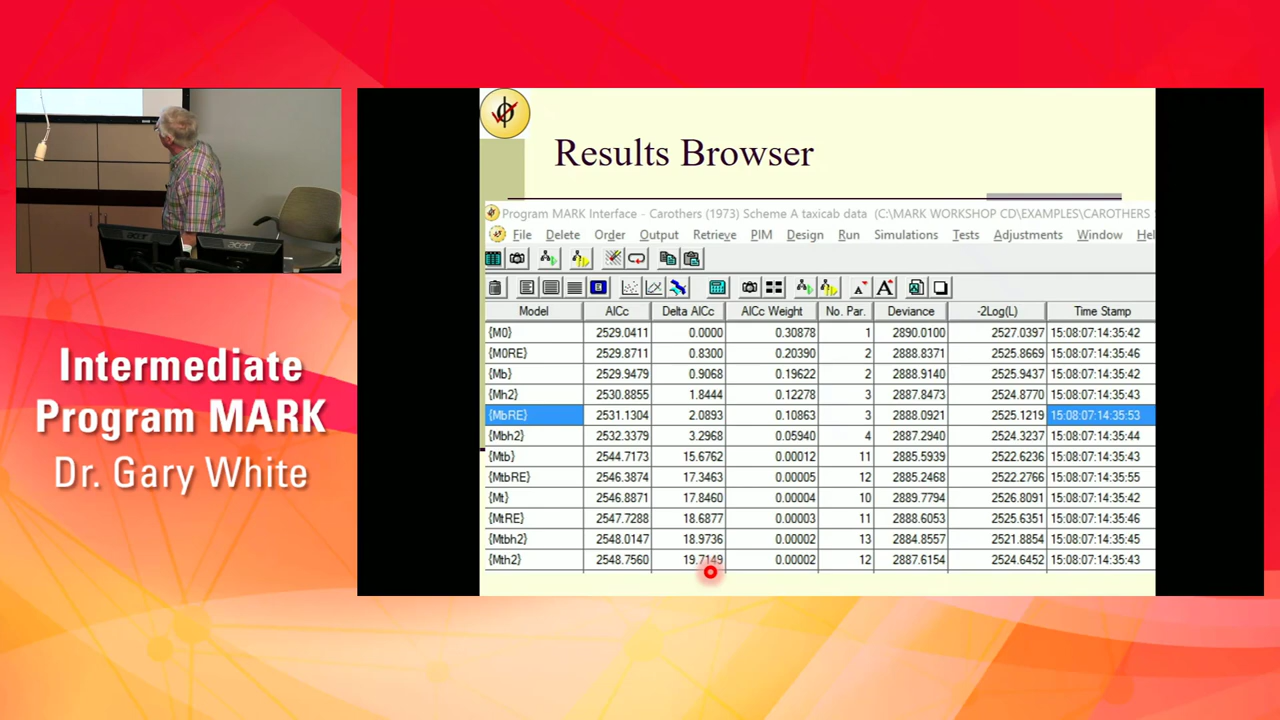 Results Browser
Program MARK Interface - Carothers (1973) Scheme A taxicab data (C:\MARK WORKSHOP CD\EXAMPLES\CAROTHERS
File Delete Order Output Retrieve PIM Design Run Simulations Tests Adjustments Window Hel
Model AICc Delta AICc AICc Weight No. Par. Deviance -2Log(L) Time Stamp
{M0} 2529.0411 0.0000 0.30878 1 2890.0100 2527.0397 15:08:07:14:35:42
{M0RE} 2529.8711 0.8300 0.20390 2 2888.8371 2525.8669 15:08:07:14:35:46
{Mb} 2529.9479 0.9068 0.19622 2 2888.9140 2525.9437 15:08:07:14:35:42
{Mh2} 2530.8855 1.8444 0.12278 3 2887.8473 2524.8770 15:08:07:14:35:43
{MbRE} 2531.1304 2.0893 0.10863 3 2888.0921 2525.1219 15:08:07:14:35:53
{Mbh2} 2532.3379 3.2968 0.05940 4 2887.2940 2524.3237 15:08:07:14:35:44
{Mtb} 2544.7173 15.6762 0.00012 11 2885.5939 2522.6236 15:08:07:14:35:43
{MtbRE} 2546.3874 17.3463 0.00005 12 2885.2468 2522.2766 15:08:07:14:35:55
{Mt} 2546.8871 17.8460 0.00004 10 2889.7794 2526.8091 15:08:07:14:35:42
{MtRE} 2547.7288 18.6877 0.00003 11 2888.6053 2525.6351 15:08:07:14:35:46
{Mtbh2} 2548.0147 18.9736 0.00002 13 2884.8557 2521.8854 15:08:07:14:35:45
{Mth2} 2548.7560 19.7149 0.00002 12 2887.6154 2524.6452 15:08:07:14:35:43
Intermediate
Program MARK
Dr. Gary White